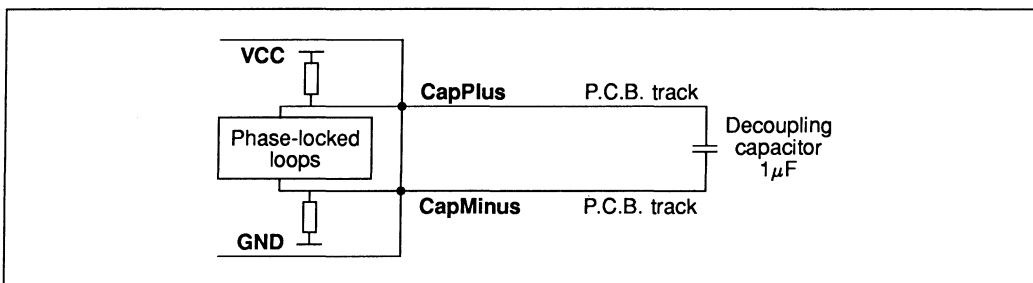 VCC
CapPlus P.C.B. track
Phase-locked
loops
Decoupling
capacitor
1μF
CapMinus P.C.B. track
GND